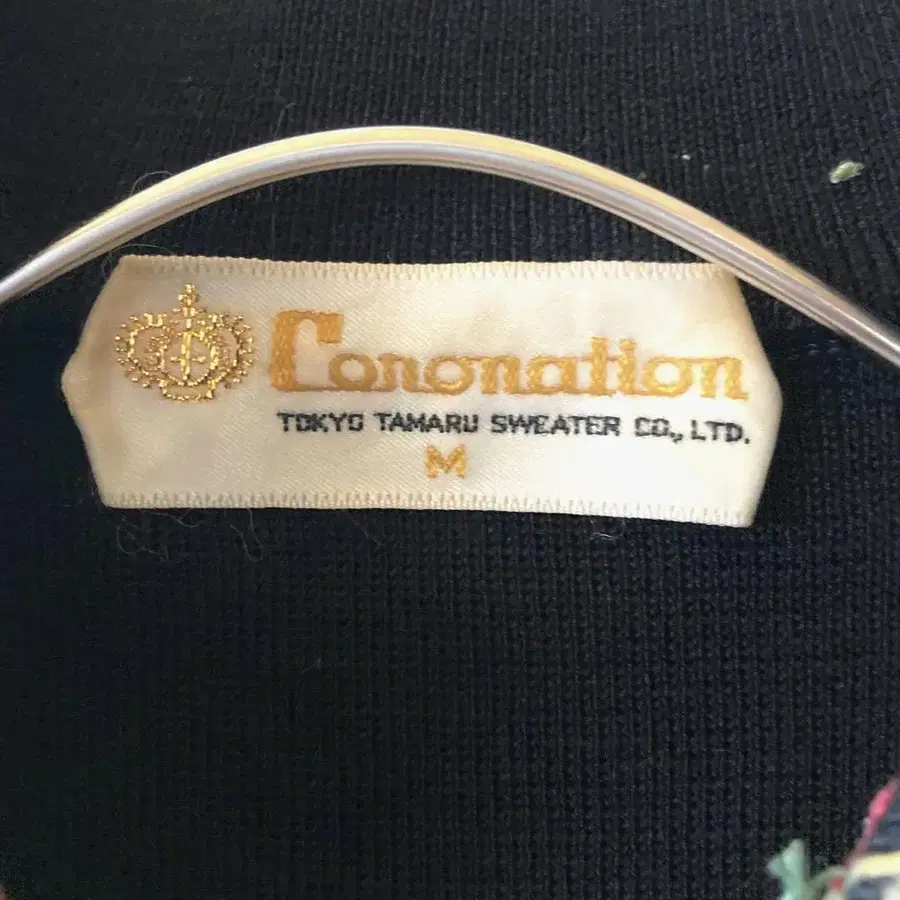 Coronation
TOKYO TAMARU SWEATER CO., LTD.
M